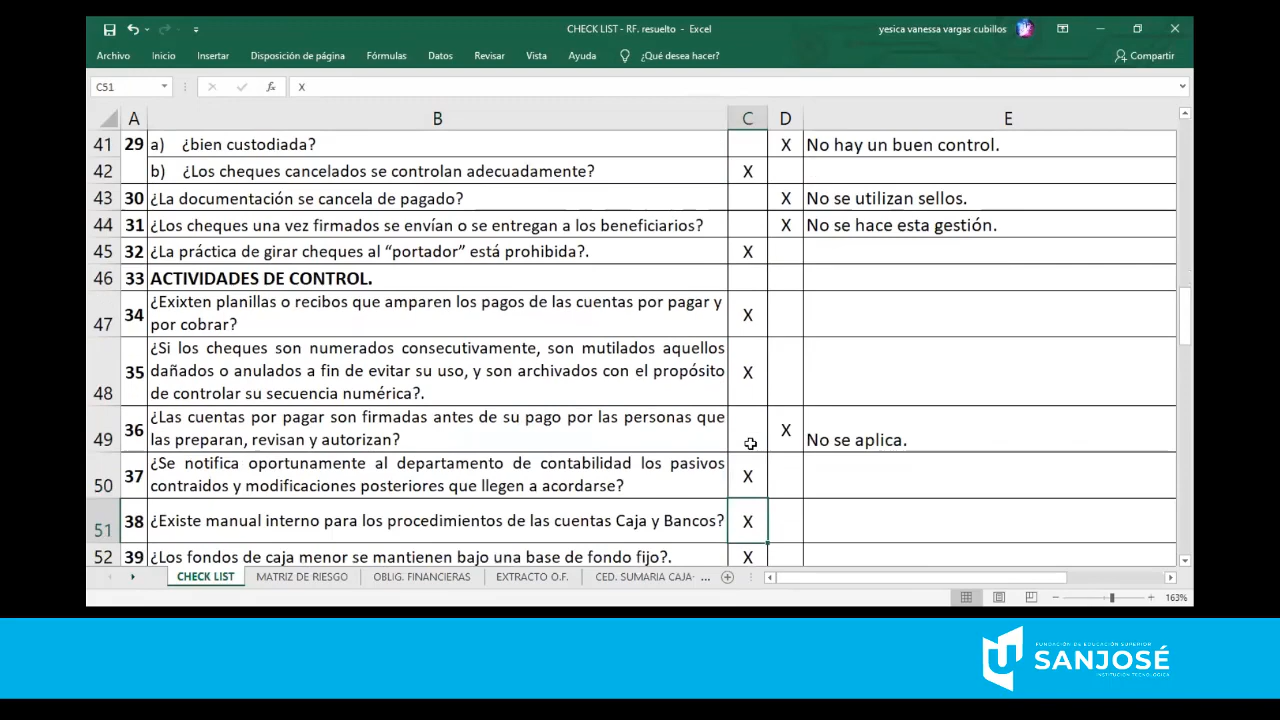 CHECK LIST - RF. resuelto - Excel
yesica vanessa vargas cubillos
Archivo Inicio Insertar Disposición de página Fórmulas Datos Revisar Vista Ayuda ¿Qué desea hacer? Compartir
C51 fx X
A B C D E
41 29 a) ¿bien custodiada? X No hay un buen control.
42 b) ¿Los cheques cancelados se controlan adecuadamente? X
43 30 ¿La documentación se cancela de pagado? X No se utilizan sellos.
44 31 ¿Los cheques una vez firmados se envían o se entregan a los beneficiarios? X No se hace esta gestión.
45 32 ¿La práctica de girar cheques al “portador” está prohibida?. X
46 33 ACTIVIDADES DE CONTROL.
¿Exixten planillas o recibos que amparen los pagos de las cuentas por pagar y
47 34 por cobrar? X
¿Si los cheques son numerados consecutivamente, son mutilados aquellos
35 dañados o anulados a fin de evitar su uso, y son archivados con el propósito X
48 de controlar su secuencia numérica?.
36 ¿Las cuentas por pagar son firmadas antes de su pago por las personas que X
49 las preparan, revisan y autorizan? No se aplica.
37 ¿Se notifica oportunamente al departamento de contabilidad los pasivos X
50 contraidos y modificaciones posteriores que llegen a acordarse?
51 38 ¿Existe manual interno para los procedimientos de las cuentas Caja y Bancos? X
52 39 ¿Los fondos de caja menor se mantienen bajo una base de fondo fijo?. X
CHECK LIST MATRIZ DE RIESGO OBLIG. FINANCIERAS EXTRACTO O.F. CED. SUMARIA CAJA- ...
163%
FUNDACIÓN DE EDUCACIÓN SUPERIOR
SANJOSÉ
INSTITUCIÓN TECNOLÓGICA